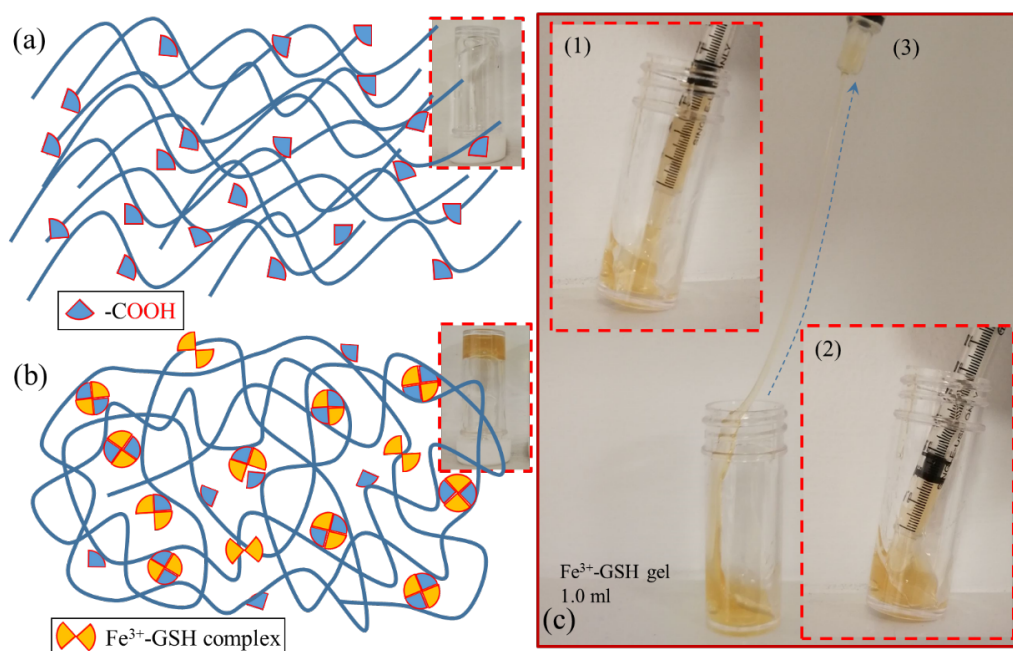 (a)
-COOH
(b)
Fe³⁺-GSH complex
(1)
(3)
(2)
Fe³⁺-GSH gel
1.0 ml
(c)